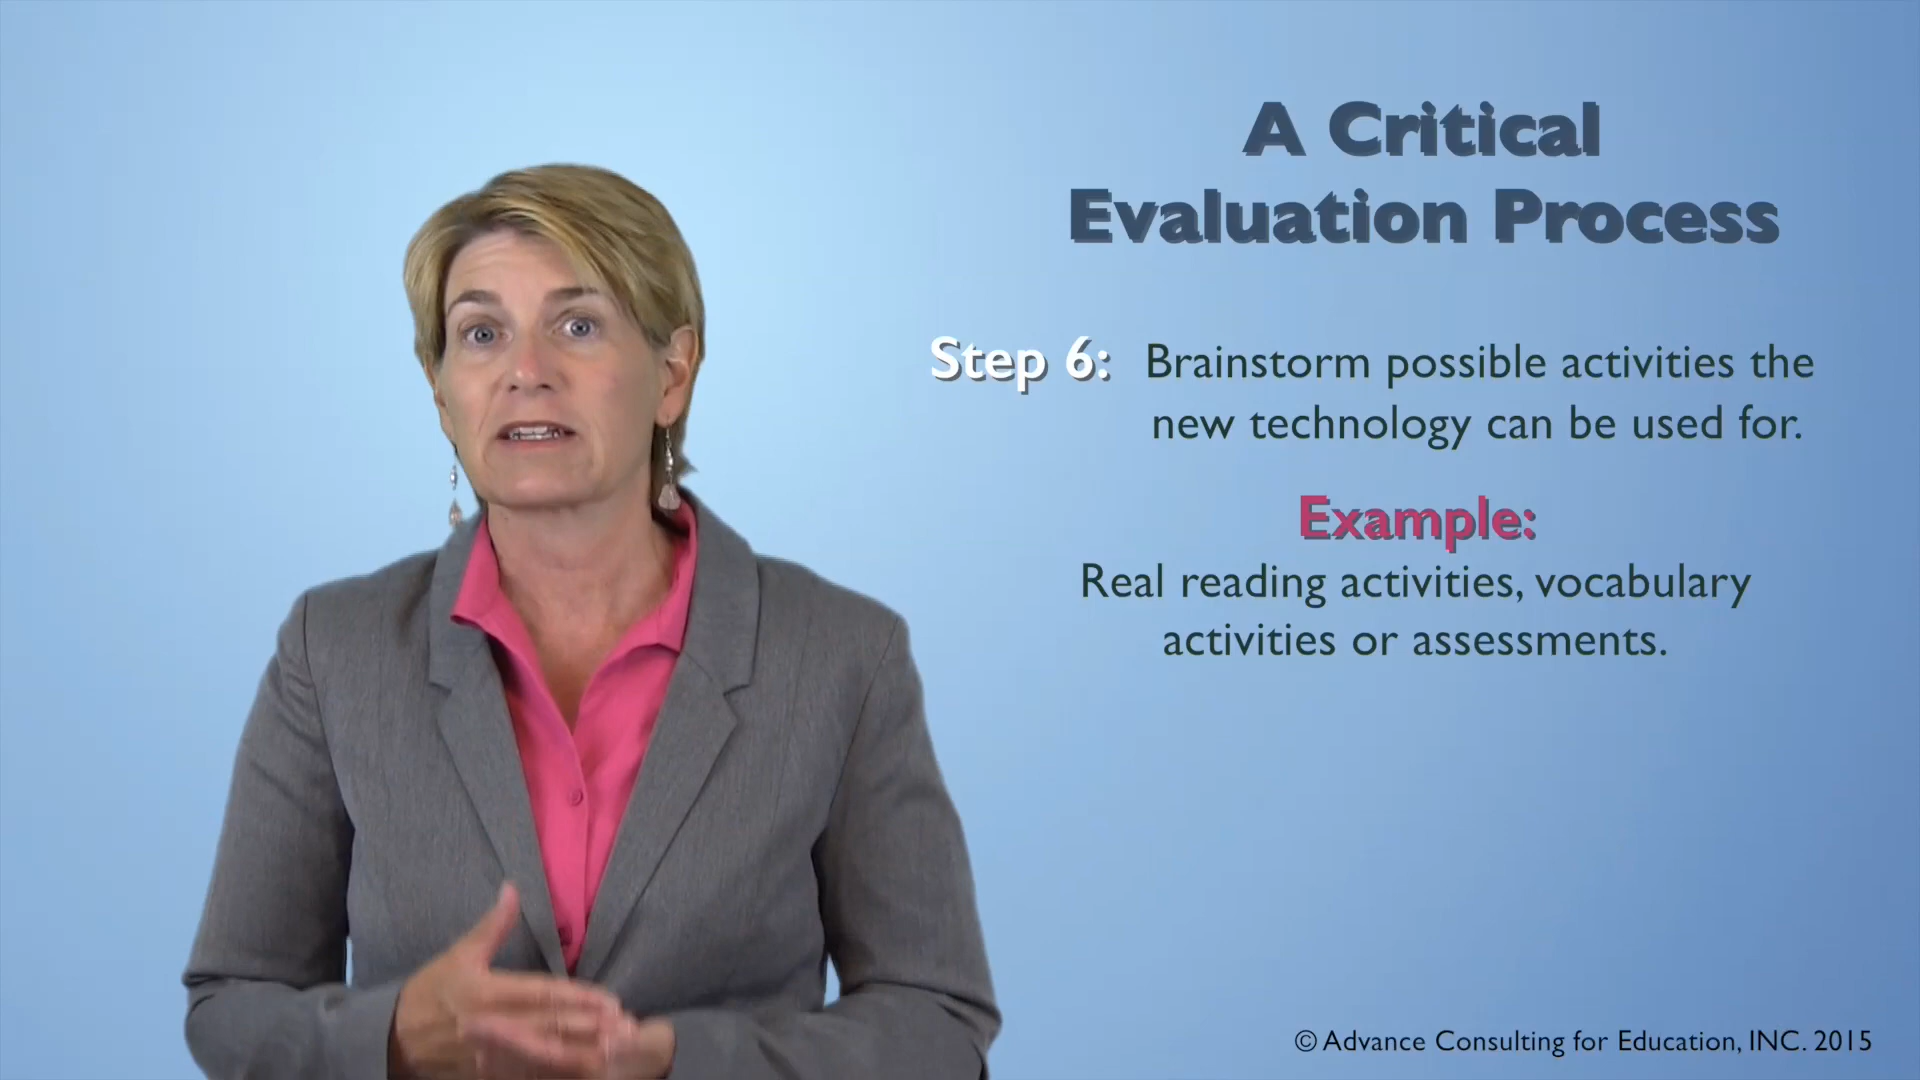 A Critical
Evaluation Process
Step 6: Brainstorm possible activities the
new technology can be used for.
Example:
Real reading activities, vocabulary
activities or assessments.
© Advance Consulting for Education, INC. 2015